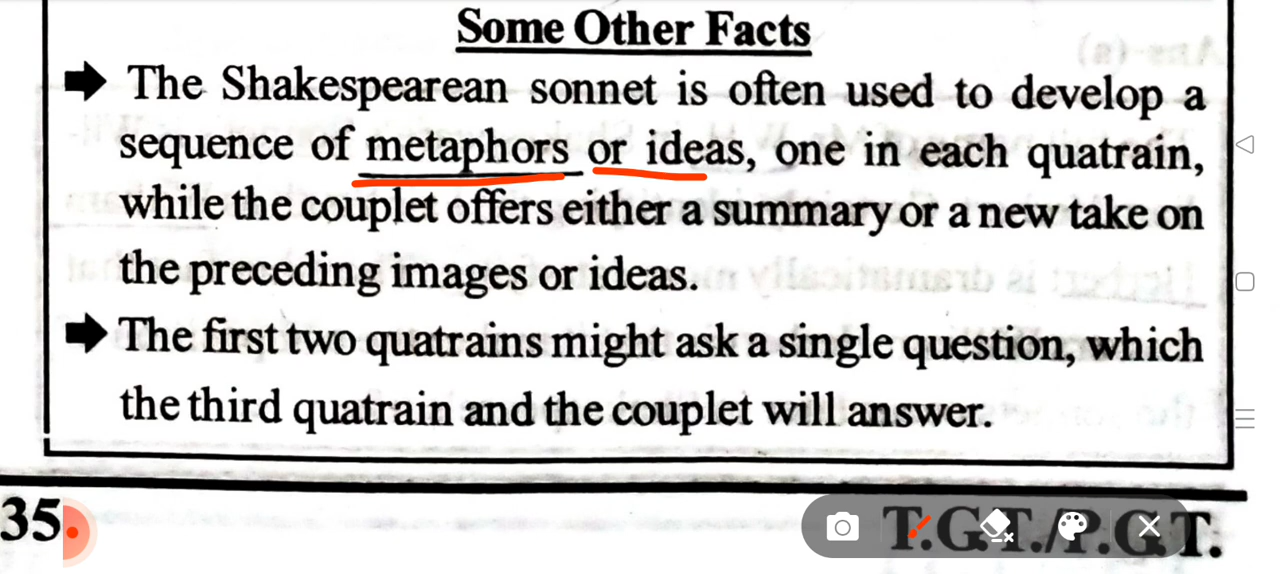 Some Other Facts
The Shakespearean sonnet is often used to develop a
sequence of metaphors or ideas, one in each quatrain,
while the couplet offers either a summary or a new take on
the preceding images or ideas.
The first two quatrains might ask a single question, which
the third quatrain and the couplet will answer.
35
T.G.T./P.G.T.